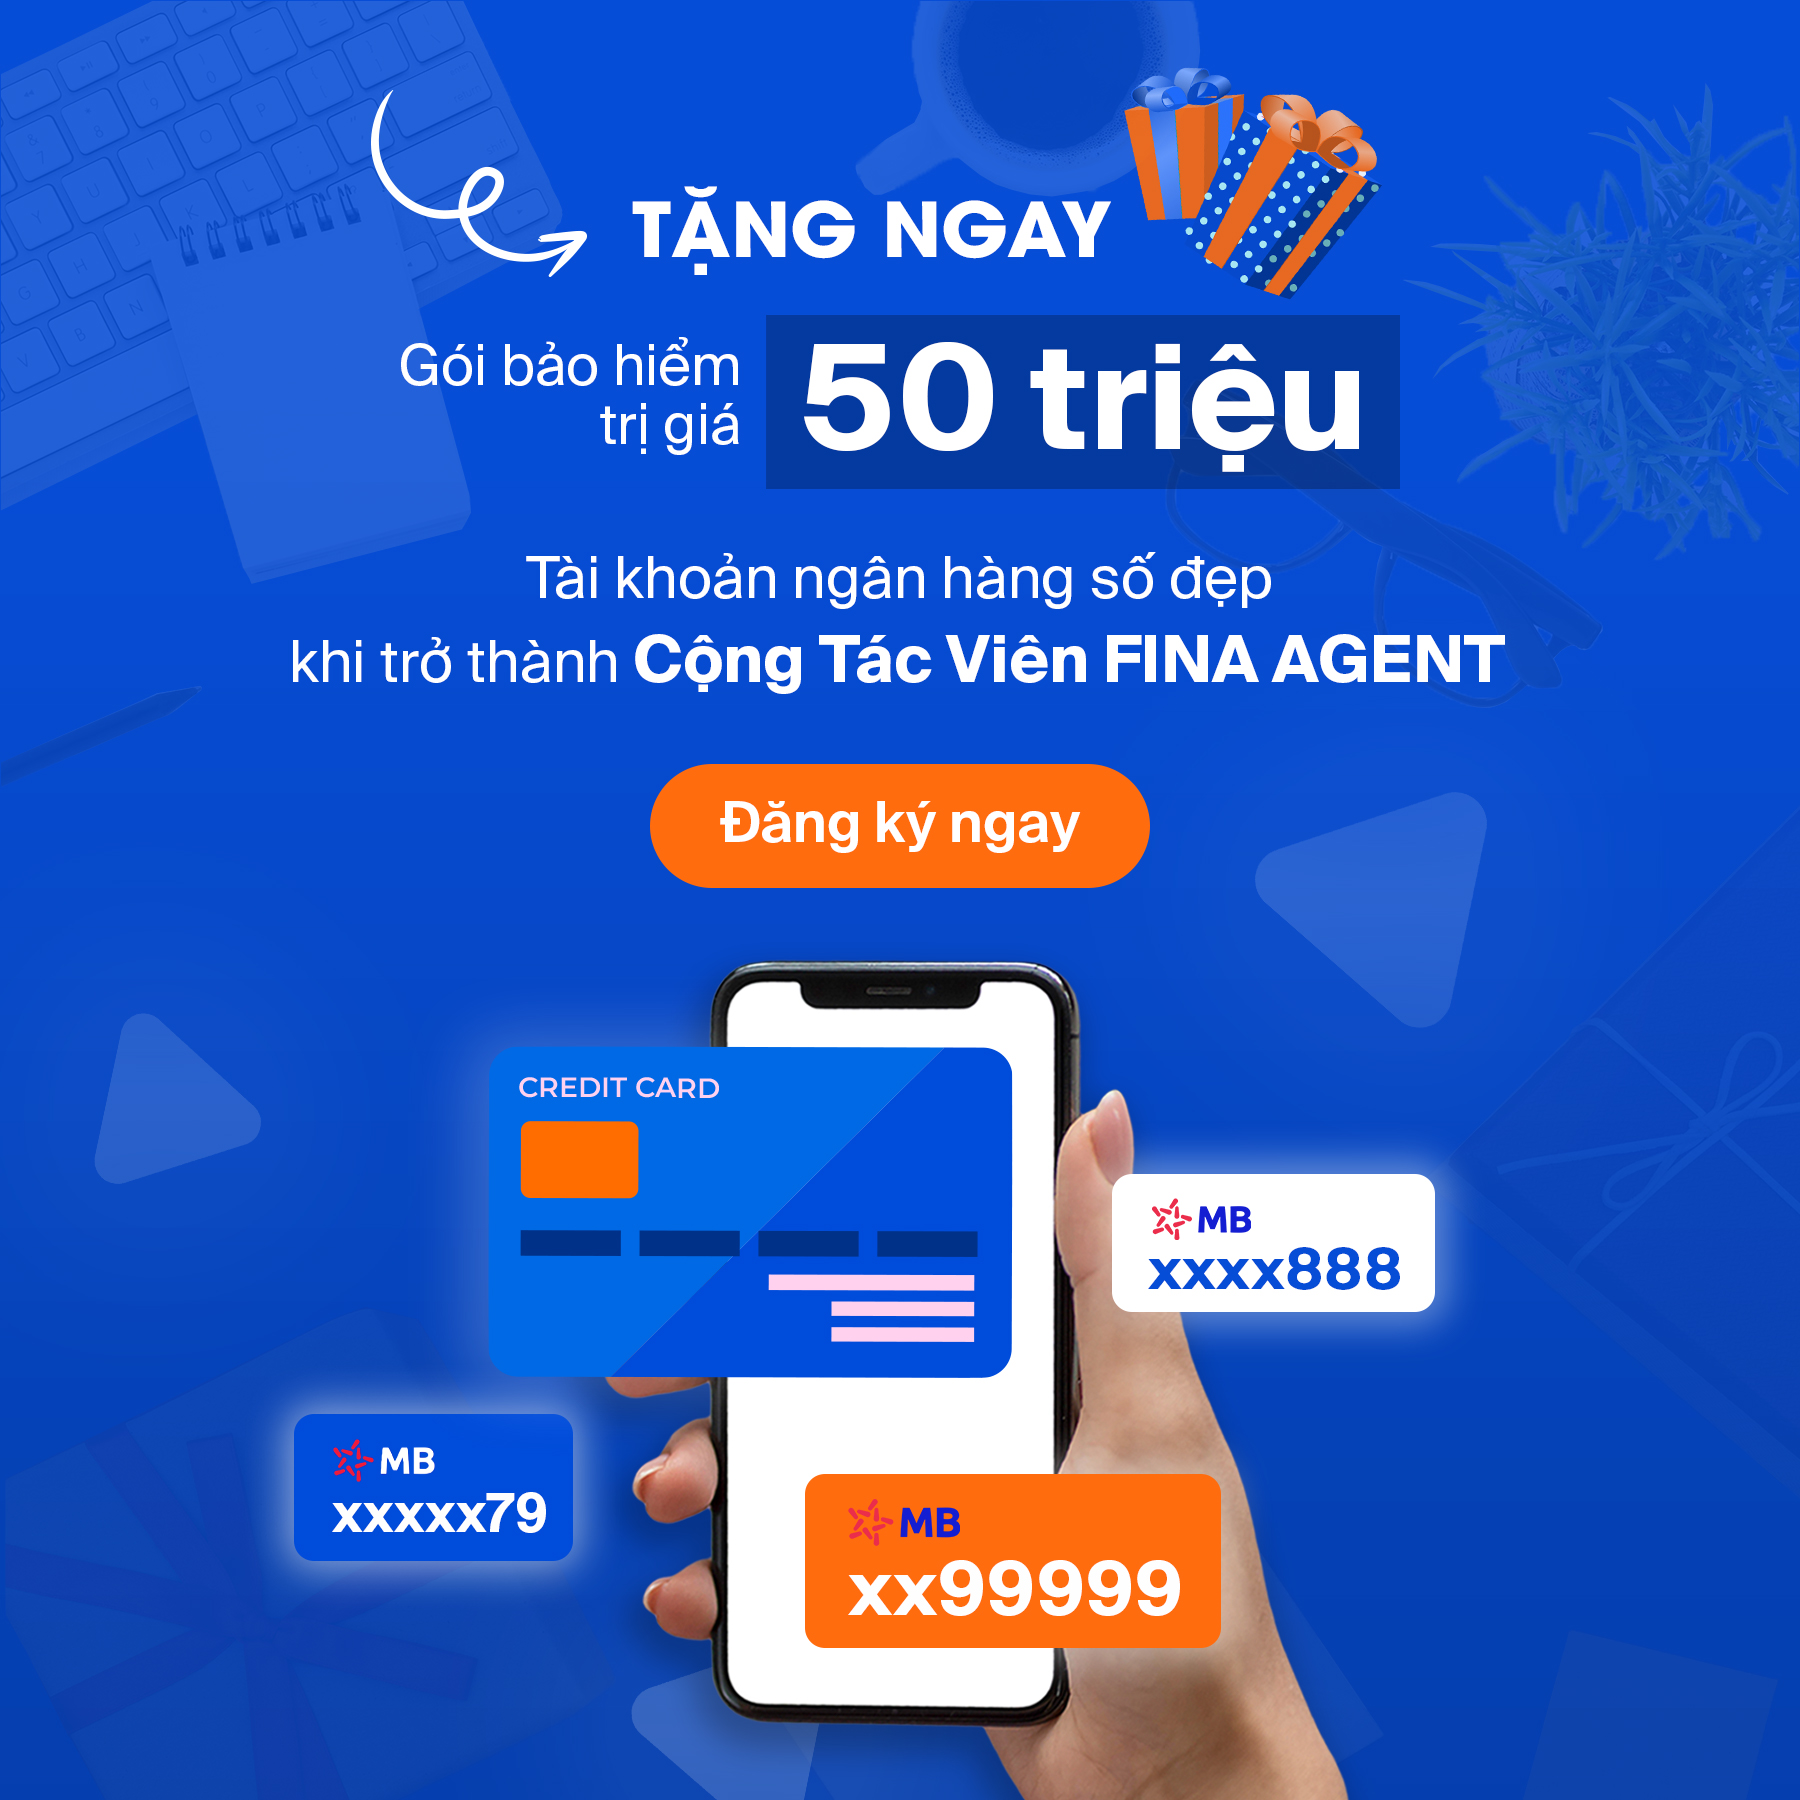 TẶNG NGAY
Gói bảo hiểm
trị giá
50 triệu
Tài khoản ngân hàng số đẹp
khi trở thành Cộng Tác Viên FINA AGENT
Đăng ký ngay
CREDIT CARD
MB
xxxx888
MB
xxxxx79
MB
xx99999